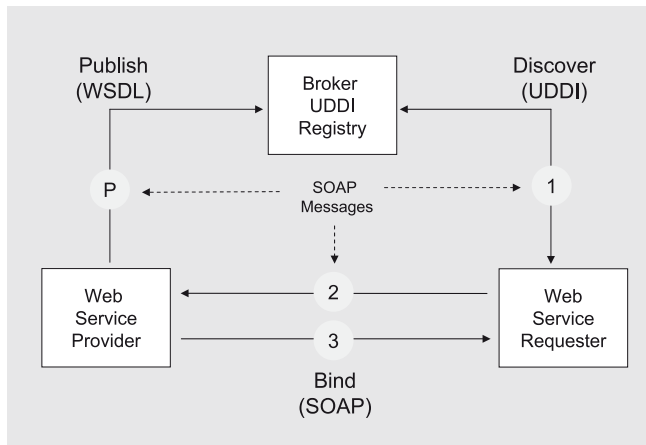 Publish
(WSDL)
Broker
UDDI
Registry
Discover
(UDDI)
P
SOAP
Messages
1
Web
Service
Provider
2
3
Web
Service
Requester
Bind
(SOAP)